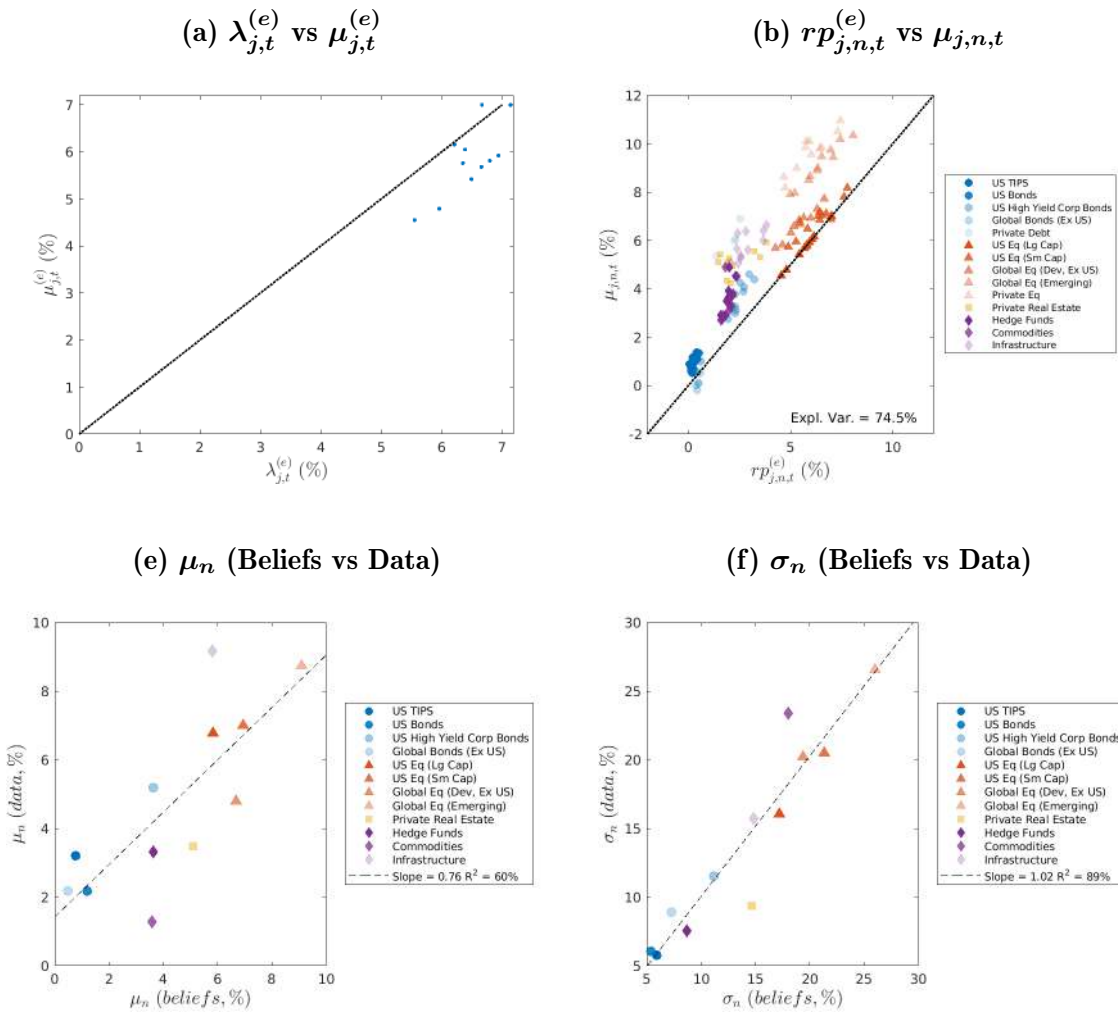 (a) λ_{j,t}^{(e)} vs μ_{j,t}^{(e)}
7
6
5
4
3
2
1
0
μ_{j,t}^{(e)} (%)
0 1 2 3 4 5 6 7
λ_{j,t}^{(e)} (%)
(b) rp_{j,n,t}^{(e)} vs μ_{j,n,t}
12
10
8
6
4
2
0
-2
μ_{j,n,t} (%)
Expl. Var. = 74.5%
0 5 10
rp_{j,n,t}^{(e)} (%)
US TIPS
US Bonds
US High Yield Corp Bonds
Global Bonds (Ex US)
Private Debt
US Eq (Lg Cap)
US Eq (Sm Cap)
Global Eq (Dev, Ex US)
Global Eq (Emerging)
Private Eq
Private Real Estate
Hedge Funds
Commodities
Infrastructure
(e) μ_n (Beliefs vs Data)
10
8
6
4
2
0
μ_n (data, %)
0 2 4 6 8 10
μ_n (beliefs, %)
US TIPS
US Bonds
US High Yield Corp Bonds
Global Bonds (Ex US)
US Eq (Lg Cap)
US Eq (Sm Cap)
Global Eq (Dev, Ex US)
Global Eq (Emerging)
Private Real Estate
Hedge Funds
Commodities
Infrastructure
Slope = 0.76 R² = 60%
(f) σ_n (Beliefs vs Data)
30
25
20
15
10
5
σ_n (data, %)
5 10 15 20 25 30
σ_n (beliefs, %)
US TIPS
US Bonds
US High Yield Corp Bonds
Global Bonds (Ex US)
US Eq (Lg Cap)
US Eq (Sm Cap)
Global Eq (Dev, Ex US)
Global Eq (Emerging)
Private Real Estate
Hedge Funds
Commodities
Infrastructure
Slope = 1.02 R² = 89%